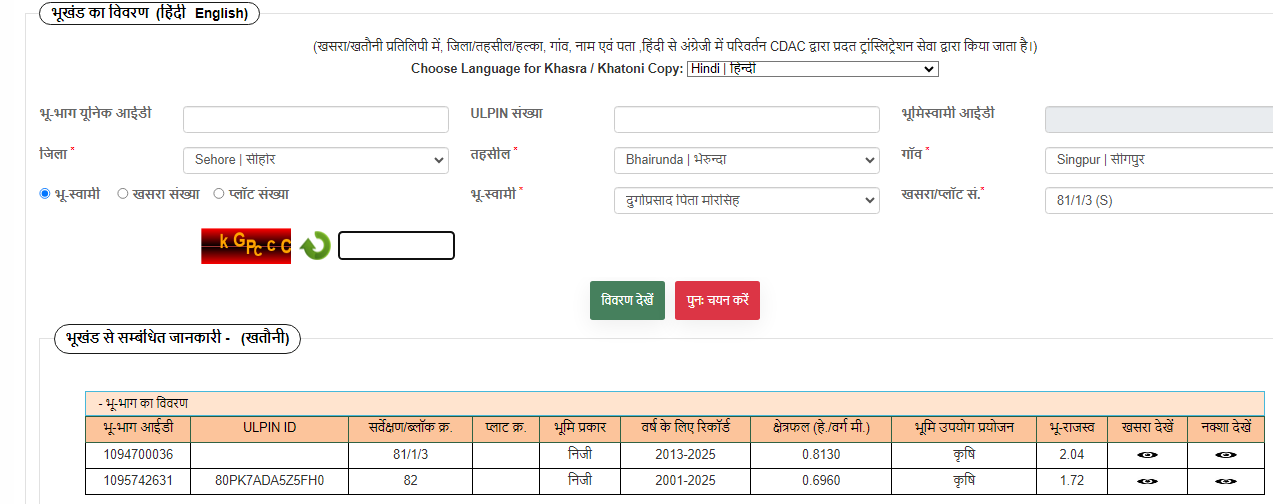 भूखंड का विवरण (हिंदी English)
(खसरा/खतौनी प्रतिलिपी में, जिला/तहसील/हल्का, गांव, नाम एवं पता ,हिंदी से अंग्रेजी में परिवर्तन CDAC द्वारा प्रदत ट्रांस्लिट्रेशन सेवा द्वारा किया जाता है।)
Choose Language for Khasra / Khatoni Copy: Hindi | हिन्दी
भू-भाग यूनिक आईडी ULPIN संख्या भूमिस्वामी आईडी
जिला * Sehore | सीहोर तहसील * Bhairunda | भेरुन्दा गाँव * Singpur | सींगपुर
भू-स्वामी खसरा संख्या प्लॉट संख्या भू-स्वामी * दुर्गाप्रसाद पिता मोरसिंह खसरा/प्लॉट सं.* 81/1/3 (S)
k G P c c C
विवरण देखें पुनः चयन करें
भूखंड से सम्बंधित जानकारी - (खतौनी)
- भू-भाग का विवरण
भू-भाग आईडी ULPIN ID सर्वेक्षण/ब्लॉक क्र. प्लाट क्र. भूमि प्रकार वर्ष के लिए रिकॉर्ड क्षेत्रफल (हे./वर्ग मी.) भूमि उपयोग प्रयोजन भू-राजस्व खसरा देखें नक्शा देखें
1094700036 81/1/3 निजी 2013-2025 0.8130 कृषि 2.04
1095742631 80PK7ADA5Z5FH0 82 निजी 2001-2025 0.6960 कृषि 1.72